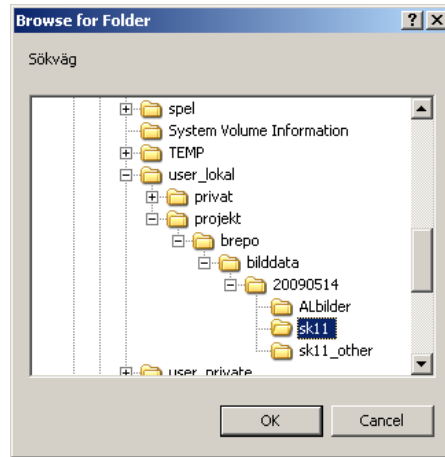 Browse for Folder
Sökväg
spel
System Volume Information
TEMP
user_lokal
privat
projekt
brepo
bilddata
20090514
ALbilder
sk11
sk11_other
user_private
OK Cancel